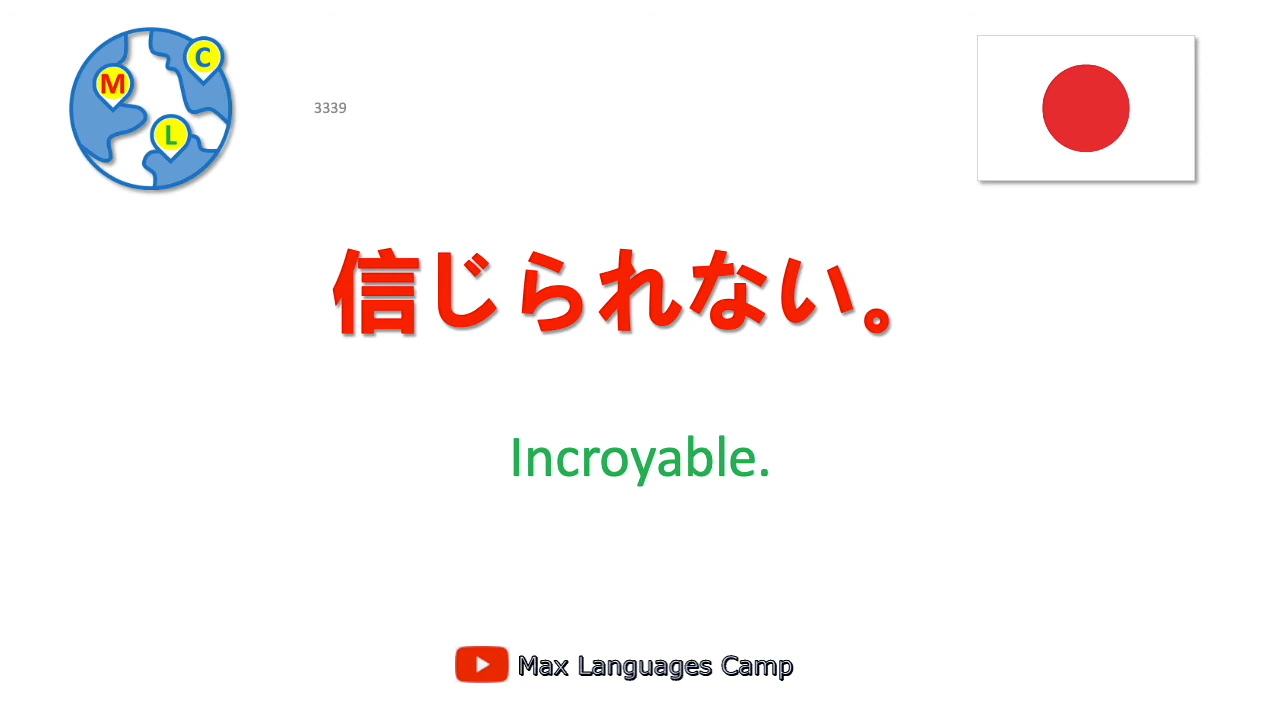 M
C
L
3339
信じられない。
Incroyable.
Max Languages Camp